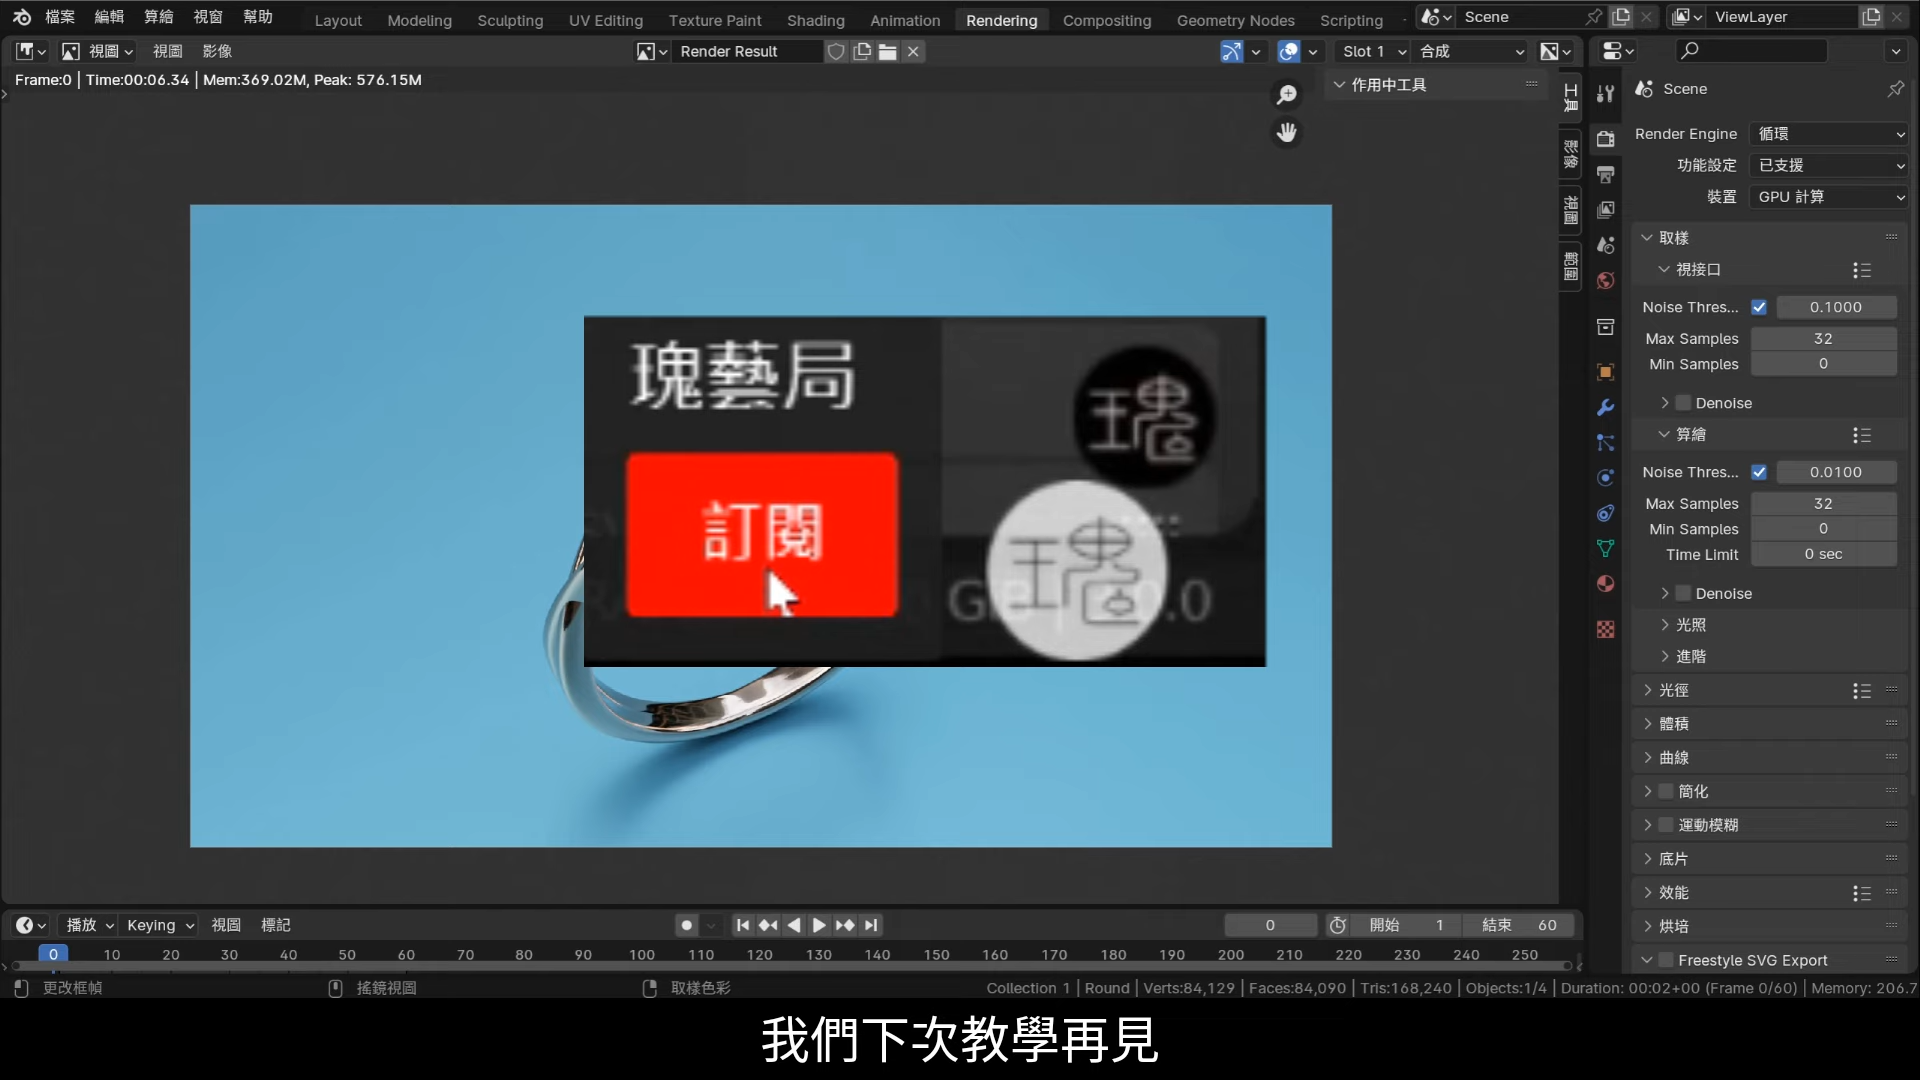 檔案 編輯 算繪 視窗 幫助 Layout Modeling Sculpting UV Editing Texture Paint Shading Animation Rendering Compositing Geometry Nodes Scripting Scene ViewLayer
視圖 視圖 影像 Render Result Slot 1 合成
Frame:0 | Time:00:06.34 | Mem:369.02M, Peak: 576.15M
作用中工具
工具
影像
視圖
範圍
Scene
Render Engine 循環
功能設定 已支援
裝置 GPU 計算
取樣
視接口
Noise Thres... 0.1000
Max Samples 32
Min Samples 0
Denoise
算繪
Noise Thres... 0.0100
Max Samples 32
Min Samples 0
Time Limit 0 sec
Denoise
光照
進階
光徑
體積
曲線
簡化
運動模糊
底片
效能
烘培
Freestyle SVG Export
瑰藝局
訂閱
瑰
瑰
播放 Keying 視圖 標記 0 開始 1 結束 60
0 10 20 30 40 50 60 70 80 90 100 110 120 130 140 150 160 170 180 190 200 210 220 230 240 250
更改框幀 搖鏡視圖 取樣色彩 Collection 1 | Round | Verts:84,129 | Faces:84,090 | Tris:168,240 | Objects:1/4 | Duration: 00:02+00 (Frame 0/60) | Memory: 206.7
我們下次教學再見